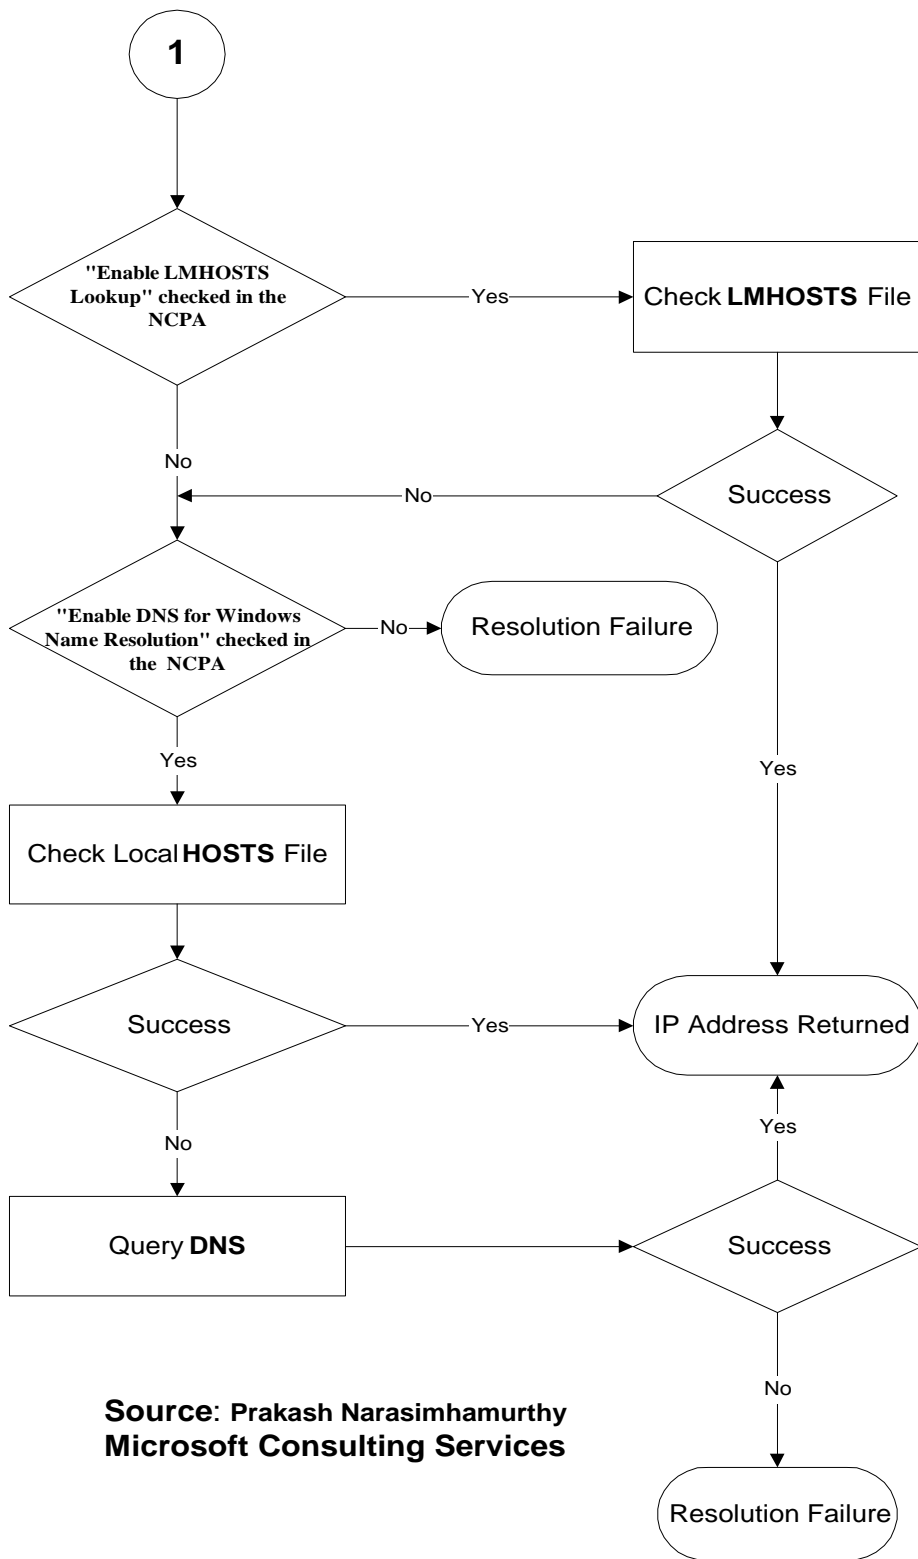 1
"Enable LMHOSTS
Lookup" checked in the
NCPA
Yes
Check LMHOSTS File
No
No
Success
"Enable DNS for Windows
Name Resolution" checked in
the NCPA
No
Resolution Failure
Yes
Yes
Check Local HOSTS File
Success
Yes
IP Address Returned
No
Yes
Query DNS
Success
No
Source: Prakash Narasimhamurthy
Microsoft Consulting Services
Resolution Failure